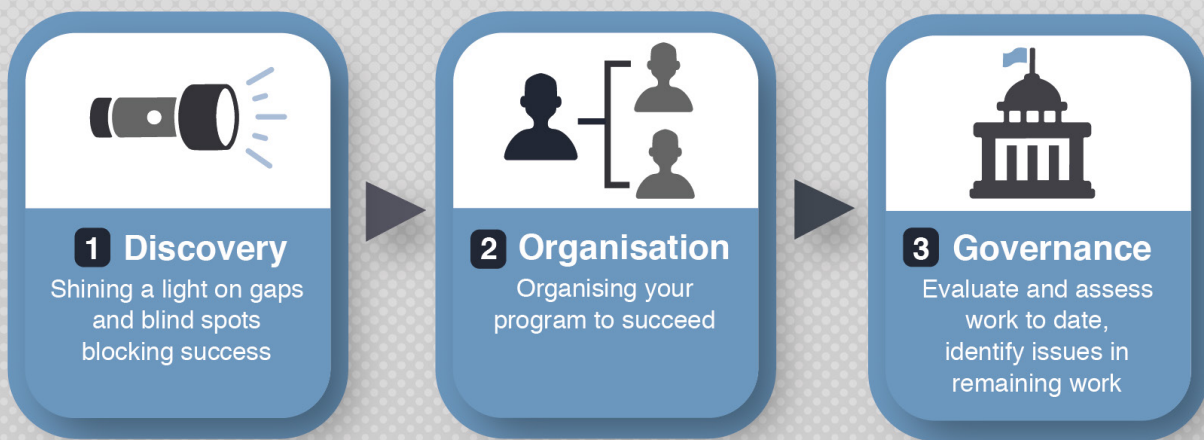 1 Discovery
Shining a light on gaps
and blind spots
blocking success
2 Organisation
Organising your
program to succeed
3 Governance
Evaluate and assess
work to date,
identify issues in
remaining work